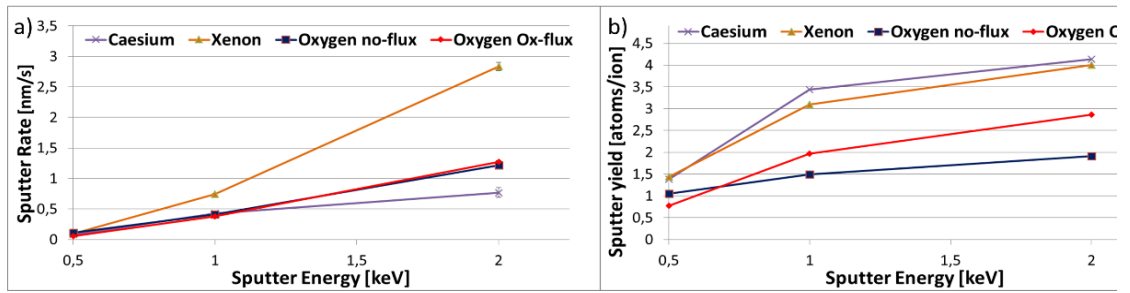 a)
3,5
3
2,5
2
1,5
1
0,5
0
Sputter Rate [nm/s]
Caesium Xenon Oxygen no-flux Oxygen Ox-flux
0,5 1 1,5 2
Sputter Energy [keV]
b)
4,5
4
3,5
3
2,5
2
1,5
1
0,5
0
Sputter yield [atoms/ion]
Caesium Xenon Oxygen no-flux Oxygen O
0,5 1 1,5 2
Sputter Energy [keV]